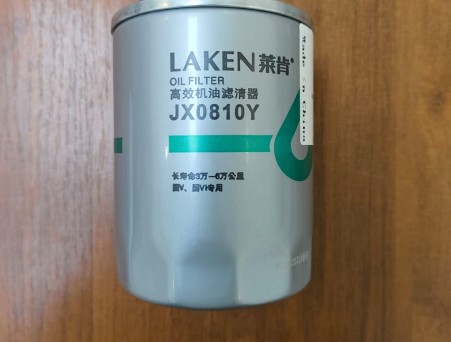 LAKEN莱肯®
OIL FILTER
高效机油滤清器
JX0810Y
长寿命3万—6万公里
国V、国VI专用